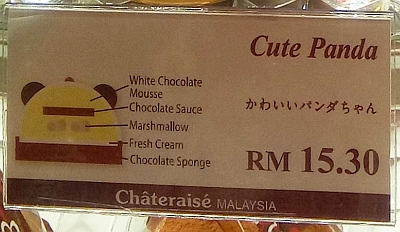 Cute Panda
かわいいパンダちゃん
White Chocolate
Mousse
Chocolate Sauce
Marshmallow
Fresh Cream
Chocolate Sponge
RM 15.30
Châteraisé MALAYSIA